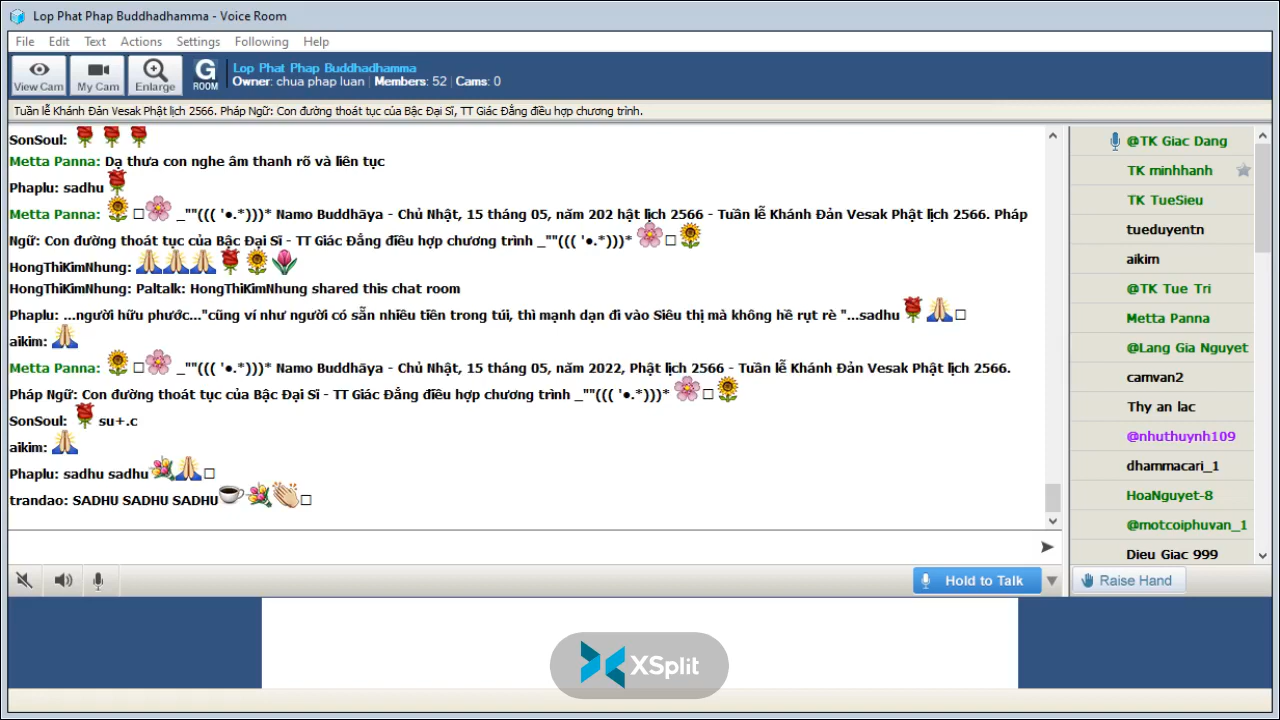 Lop Phat Phap Buddhadhamma - Voice Room
File Edit Text Actions Settings Following Help
View Cam
My Cam
Enlarge
G ROOM
Lop Phat Phap Buddhadhamma
Owner: chua phap luan | Members: 52 | Cams: 0
Tuần lễ Khánh Đản Vesak Phật lịch 2566. Pháp Ngữ: Con đường thoát tục của Bậc Đại Sĩ, TT Giác Đẳng điều hợp chương trình.
SonSoul:
Metta Panna: Dạ thưa con nghe âm thanh rõ và liên tục
Phaplu: sadhu
Metta Panna: _""((( '●.*)))* Namo Buddhāya - Chủ Nhật, 15 tháng 05, năm 202 hật lịch 2566 - Tuần lễ Khánh Đản Vesak Phật lịch 2566. Pháp
Ngữ: Con đường thoát tục của Bậc Đại Sĩ - TT Giác Đẳng điều hợp chương trình _""((( '●.*)))*
HongThiKimNhung:
HongThiKimNhung: Paltalk: HongThiKimNhung shared this chat room
Phaplu: ...người hữu phước..."cũng ví như người có sẵn nhiều tiền trong túi, thì mạnh dạn đi vào Siêu thị mà không hề rụt rè "...sadhu
aikim:
Metta Panna: _""((( '●.*)))* Namo Buddhāya - Chủ Nhật, 15 tháng 05, năm 2022, Phật lịch 2566 - Tuần lễ Khánh Đản Vesak Phật lịch 2566.
Pháp Ngữ: Con đường thoát tục của Bậc Đại Sĩ - TT Giác Đẳng điều hợp chương trình _""((( '●.*)))*
SonSoul: su+.c
aikim:
Phaplu: sadhu sadhu
trandao: SADHU SADHU SADHU
@TK Giac Dang
TK minhhanh
TK TueSieu
tueduyentn
aikim
@TK Tue Tri
Metta Panna
@Lang Gia Nguyet
camvan2
Thy an lac
@nhuthuynh109
dhammacari_1
HoaNguyet-8
@motcoiphuvan_1
Dieu Giac 999
Hold to Talk
Raise Hand
XSplit